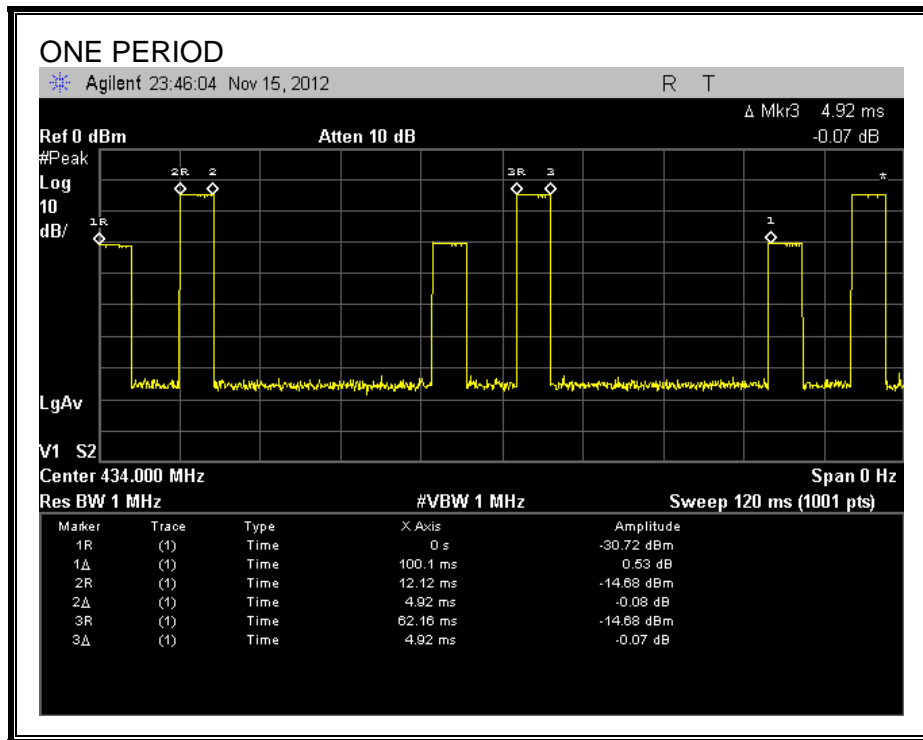 ONE PERIOD
Agilent 23:46:04 Nov 15, 2012 R T
Δ Mkr3 4.92 ms
Ref 0 dBm Atten 10 dB -0.07 dB
#Peak
Log
10
dB/
1R 2R 2 3R 3 1 *
LgAv
V1 S2
Center 434.000 MHz Span 0 Hz
Res BW 1 MHz #VBW 1 MHz Sweep 120 ms (1001 pts)
Marker Trace Type X Axis Amplitude
1R (1) Time 0 s -30.72 dBm
1Δ (1) Time 100.1 ms 0.53 dB
2R (1) Time 12.12 ms -14.68 dBm
2Δ (1) Time 4.92 ms -0.08 dB
3R (1) Time 62.16 ms -14.68 dBm
3Δ (1) Time 4.92 ms -0.07 dB